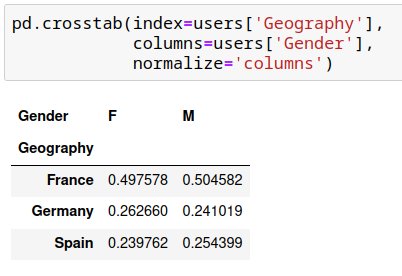 pd.crosstab(index=users['Geography'],
            columns=users['Gender'],
            normalize='columns')
Gender F M
Geography
France 0.497578 0.504582
Germany 0.262660 0.241019
Spain 0.239762 0.254399